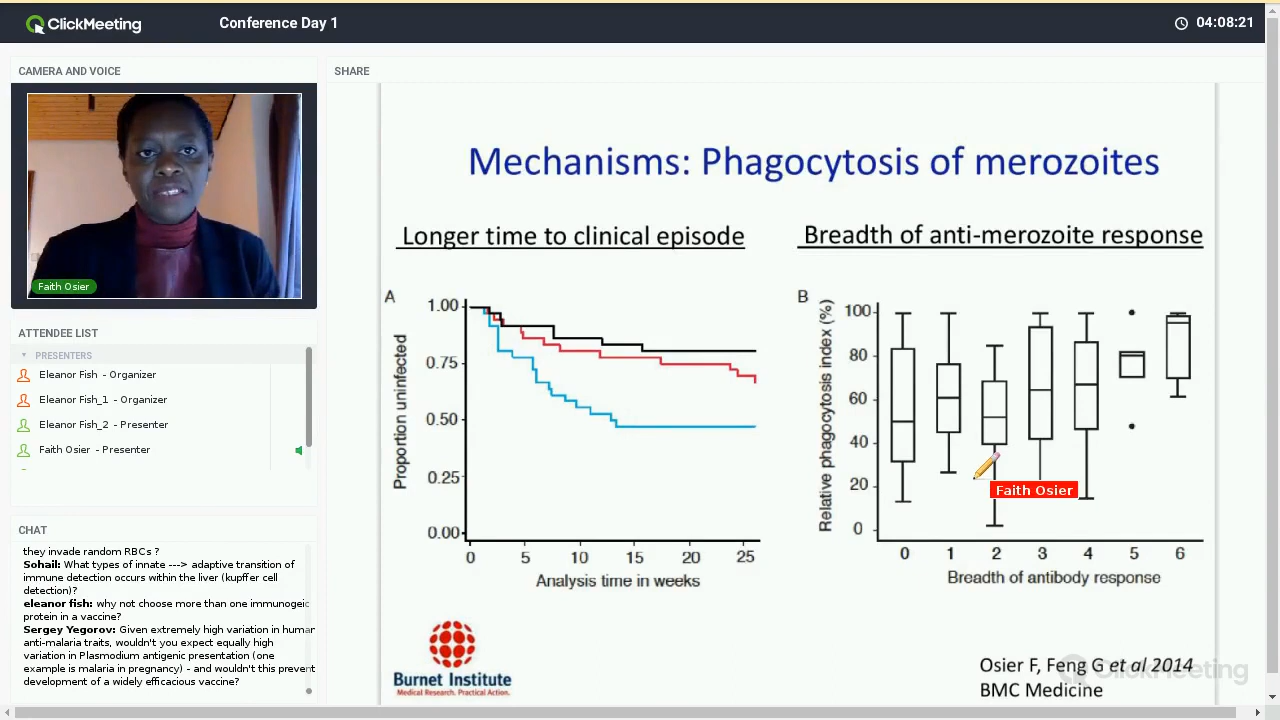 ClickMeeting
Conference Day 1
04:08:21
CAMERA AND VOICE
Faith Osier
ATTENDEE LIST
PRESENTERS
Eleanor Fish - Organizer
Eleanor Fish_1 - Organizer
Eleanor Fish_2 - Presenter
Faith Osier - Presenter
CHAT
they invade random RBCs ?
Sohail: What types of innate ---> adaptive transition of
immune detection occurs within the liver (kupffer cell
detection)?
eleanor fish: why not choose more than one immunogeic
protein in a vaccine?
Sergey Yegorov: Given extremely high variation in human
anti-malaria traits, wouldn't you expect equally high
variation in Plasmodium antigenic presentation (one
example is malaria in pregnancy) - and wouldn't this prevent
development of a widely efficacious vaccine?
SHARE
Mechanisms: Phagocytosis of merozoites
Longer time to clinical episode
A
Proportion uninfected
1.00
0.75
0.50
0.25
0.00
0 5 10 15 20 25
Analysis time in weeks
Breadth of anti-merozoite response
B
Relative phagocytosis index (%)
100
80
60
40
20
0
0 1 2 3 4 5 6
Breadth of antibody response
Faith Osier
Burnet Institute
Medical Research. Practical Action.
Osier F, Feng G et al 2014
BMC Medicine
ClickMeeting